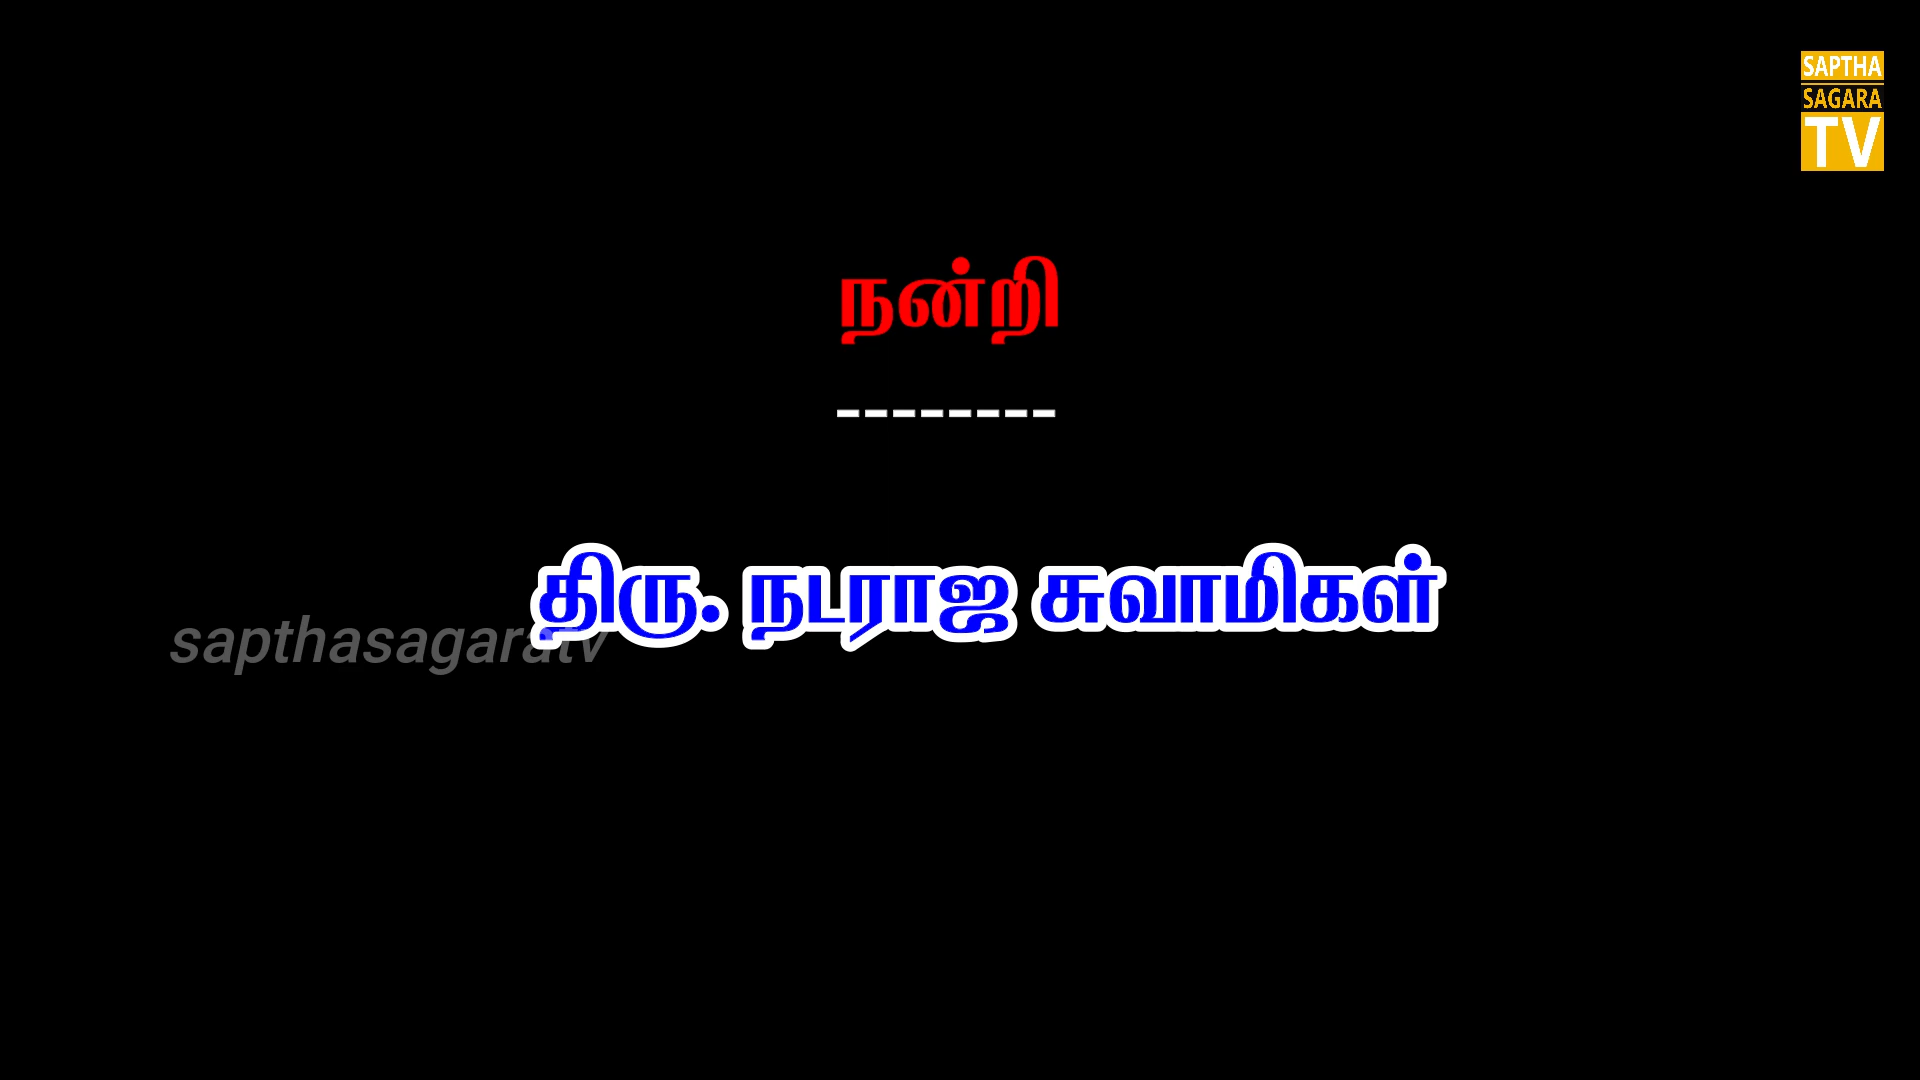 SAPTHA
SAGARA
TV
நன்றி
--------
திரு. நடராஜ சுவாமிகள்
sapthasagaratv